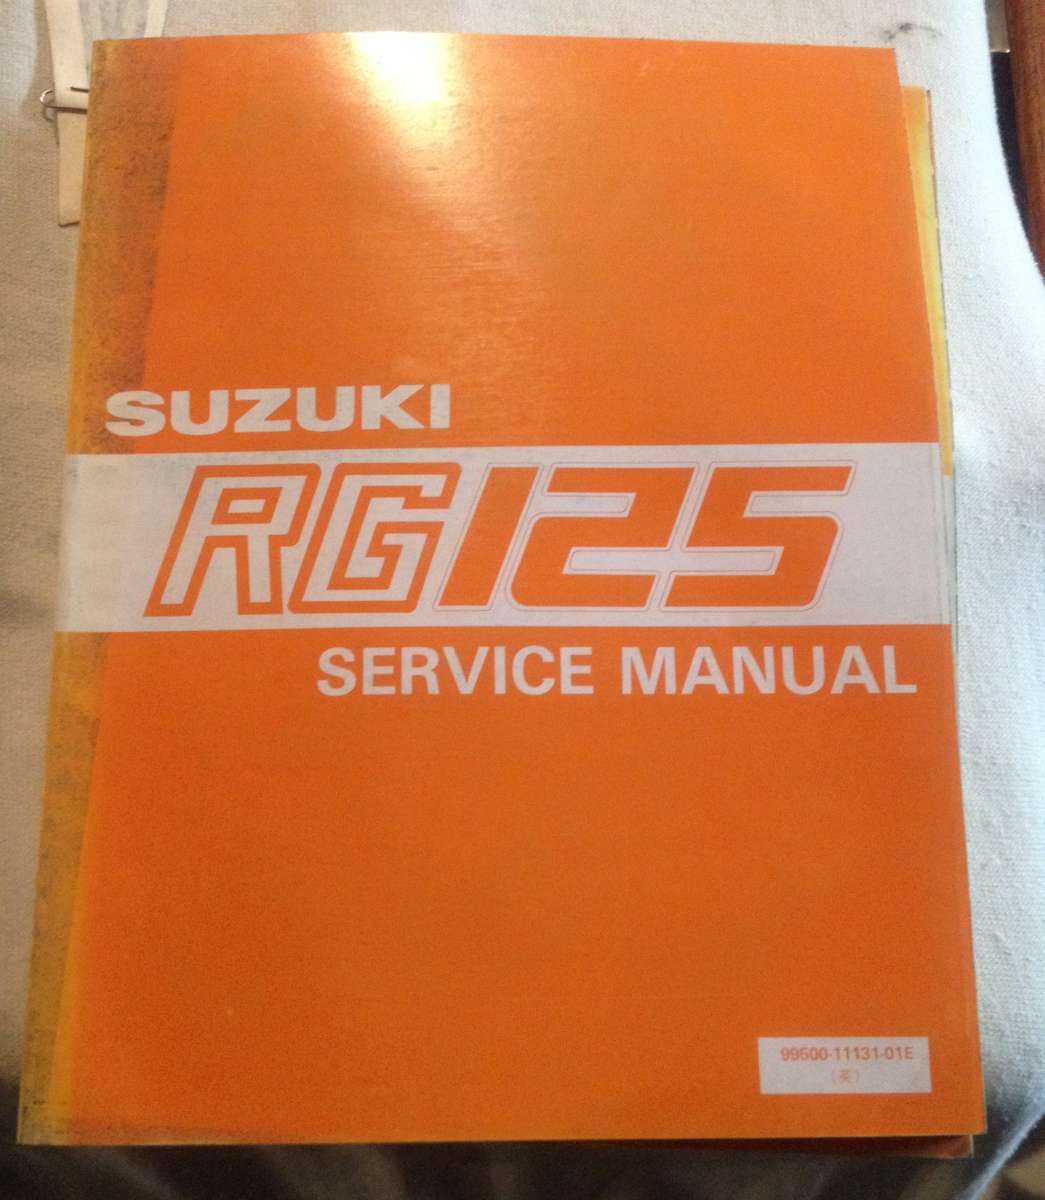 SUZUKI
RG125
SERVICE MANUAL
99500-11131-01E
(英)